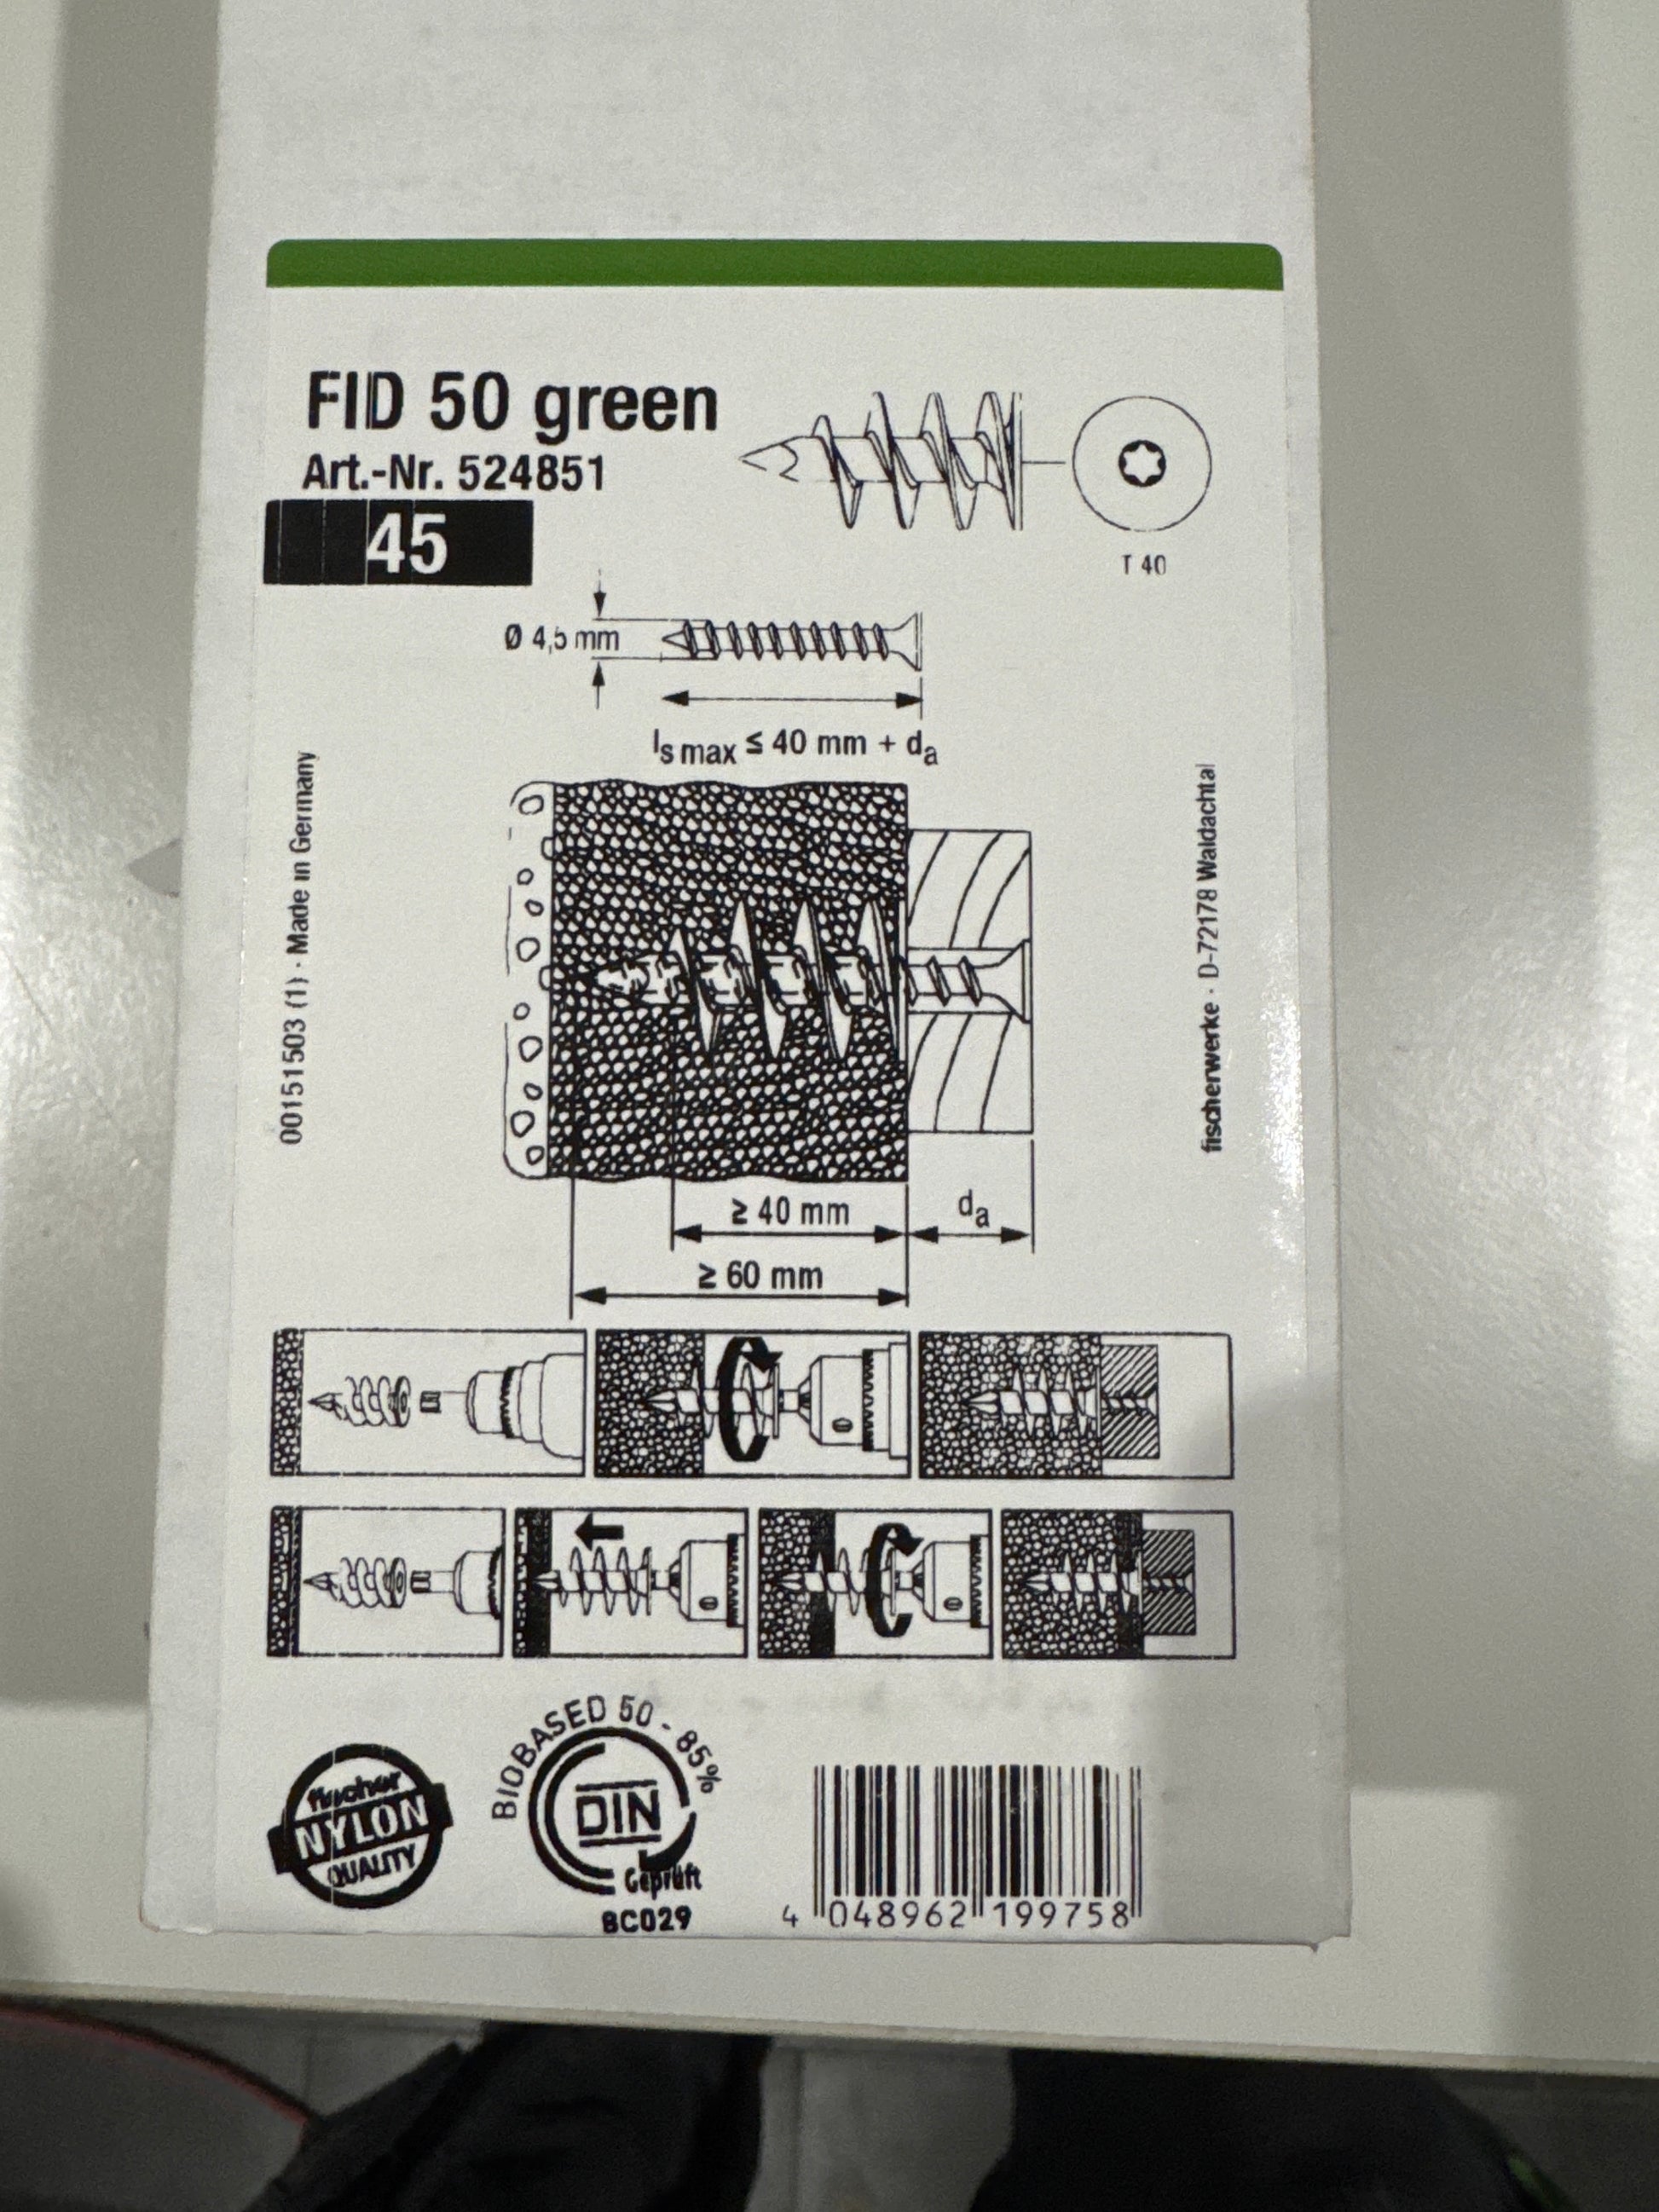 FID 50 green
Art.-Nr. 524851
45
T 40
Ø 4,5 mm
ls max ≤ 40 mm + da
00151503 (1) · Made in Germany
fischerwerke · D-72178 Waldachtal
≥ 40 mm
da
≥ 60 mm
fischer
NYLON
QUALITY
BIOBASED 50 - 85%
DIN
Geprüft
BC029
4 048962 199758